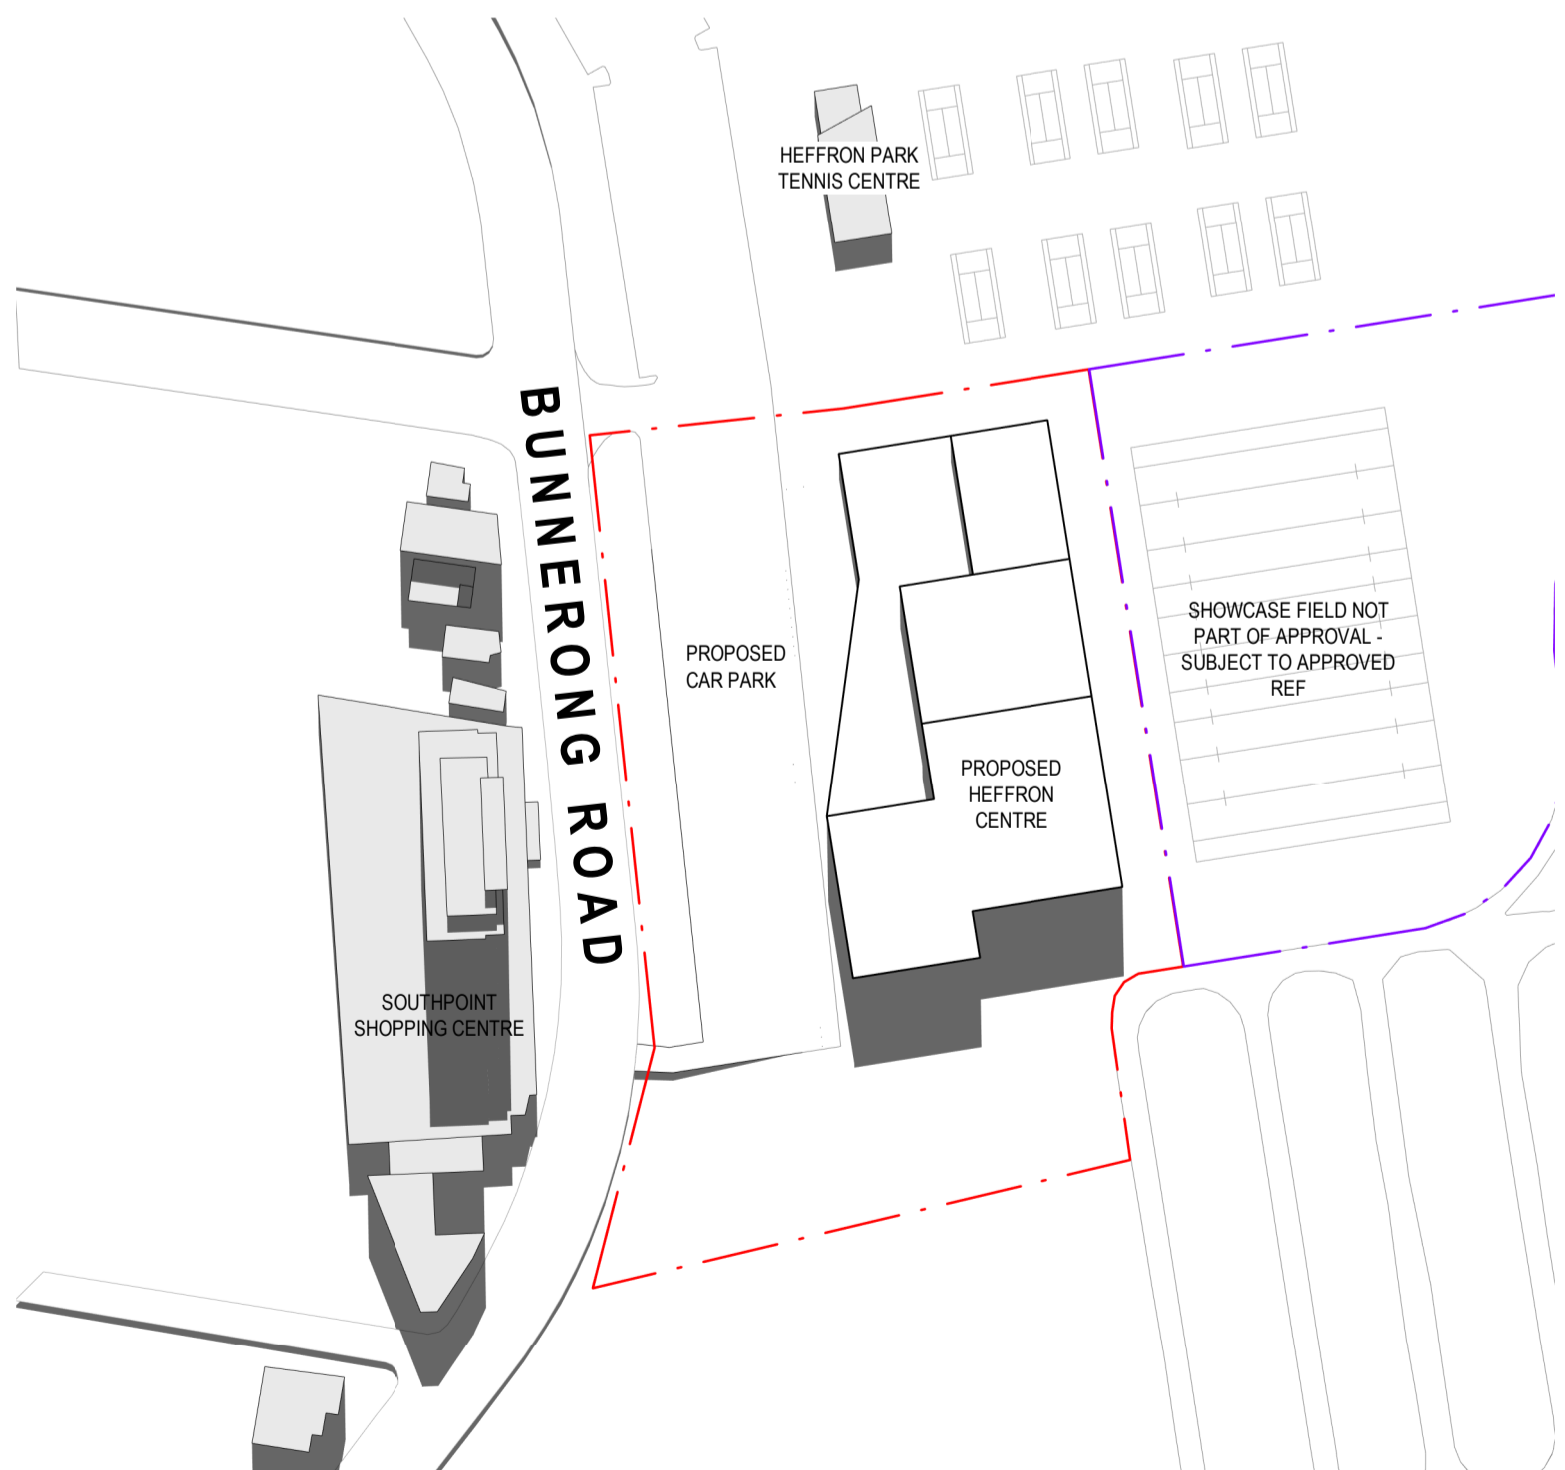 HEFFRON PARK
TENNIS CENTRE
BUNNERONG ROAD
SHOWCASE FIELD NOT
PART OF APPROVAL -
SUBJECT TO APPROVED
REF
PROPOSED
CAR PARK
PROPOSED
HEFFRON
CENTRE
SOUTHPOINT
SHOPPING CENTRE